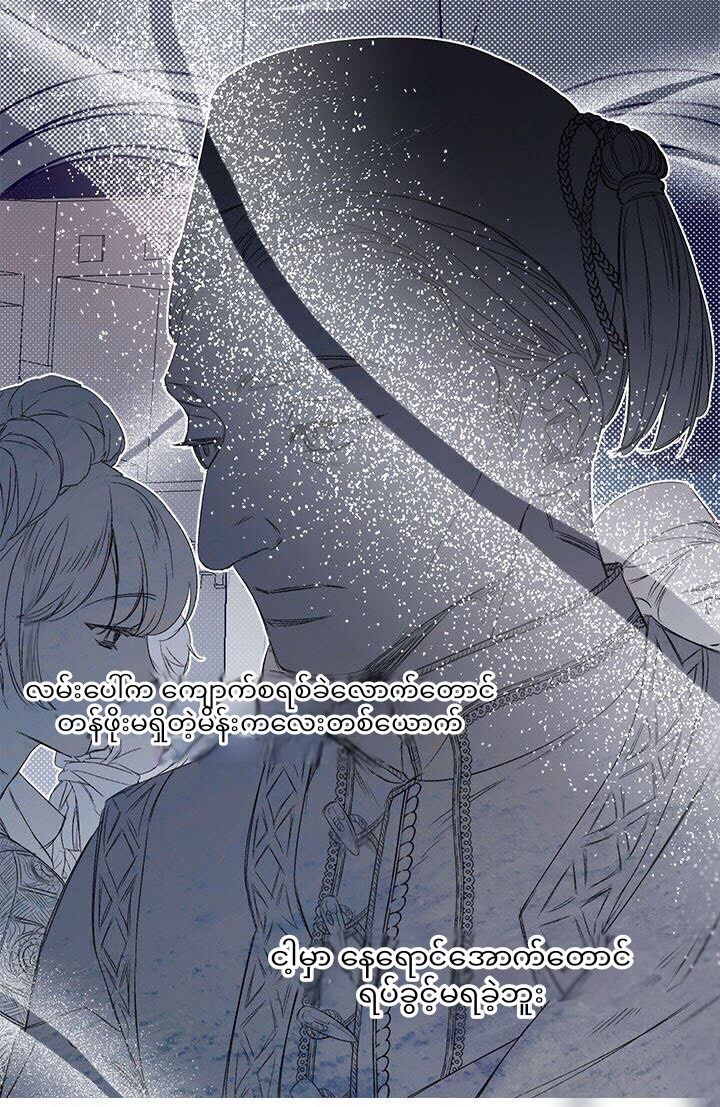 လမ်းပေါ်က ကျောက်စရစ်ခဲလောက်တောင်
တန်ဖိုးမရှိတဲ့မိန်းကလေးတစ်ယောက်
ငါ့မှာ နေရောင်အောက်တောင်
ရပ်ခွင့်မရခဲ့ဘူး